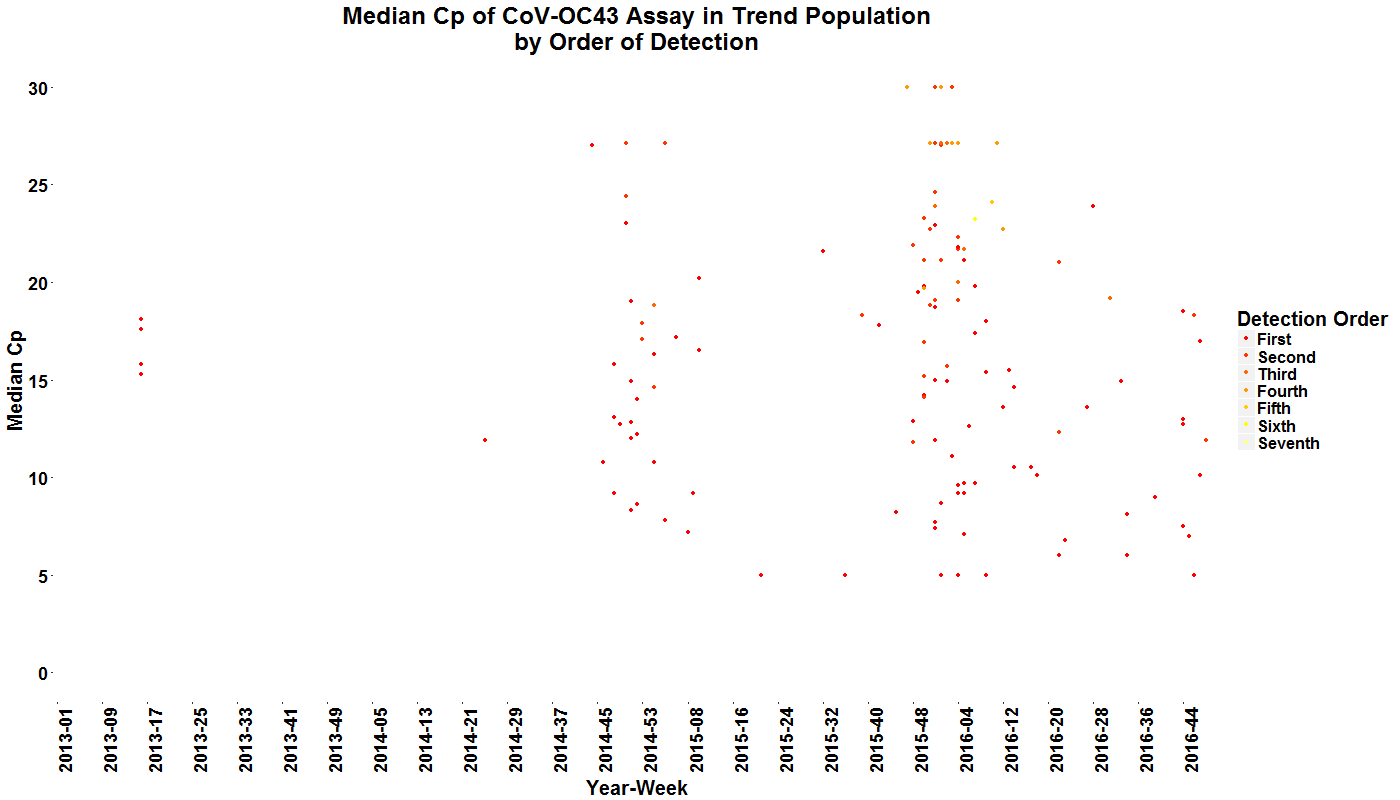 Median Cp of CoV-OC43 Assay in Trend Population
by Order of Detection
Median Cp
30
25
20
15
10
5
0
2013-01
2013-09
2013-17
2013-25
2013-33
2013-41
2013-49
2014-05
2014-13
2014-21
2014-29
2014-37
2014-45
2014-53
2015-08
2015-16
2015-24
2015-32
2015-40
2015-48
2016-04
2016-12
2016-20
2016-28
2016-36
2016-44
Year-Week
Detection Order
First
Second
Third
Fourth
Fifth
Sixth
Seventh